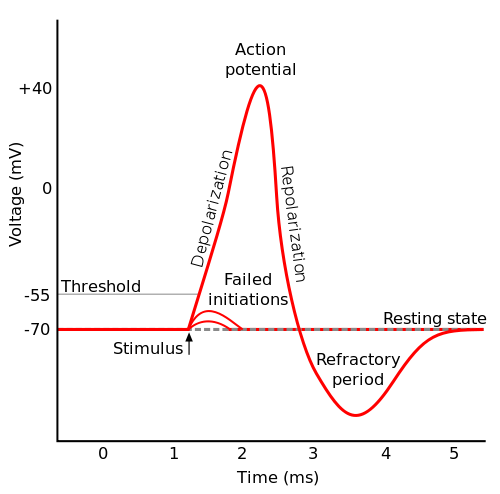 Action
potential
+40
Voltage (mV)
0
Depolarization
Repolarization
Failed
initiations
Threshold
-55
-70
Resting state
Stimulus
Refractory
period
0
1
2
3
4
5
Time (ms)